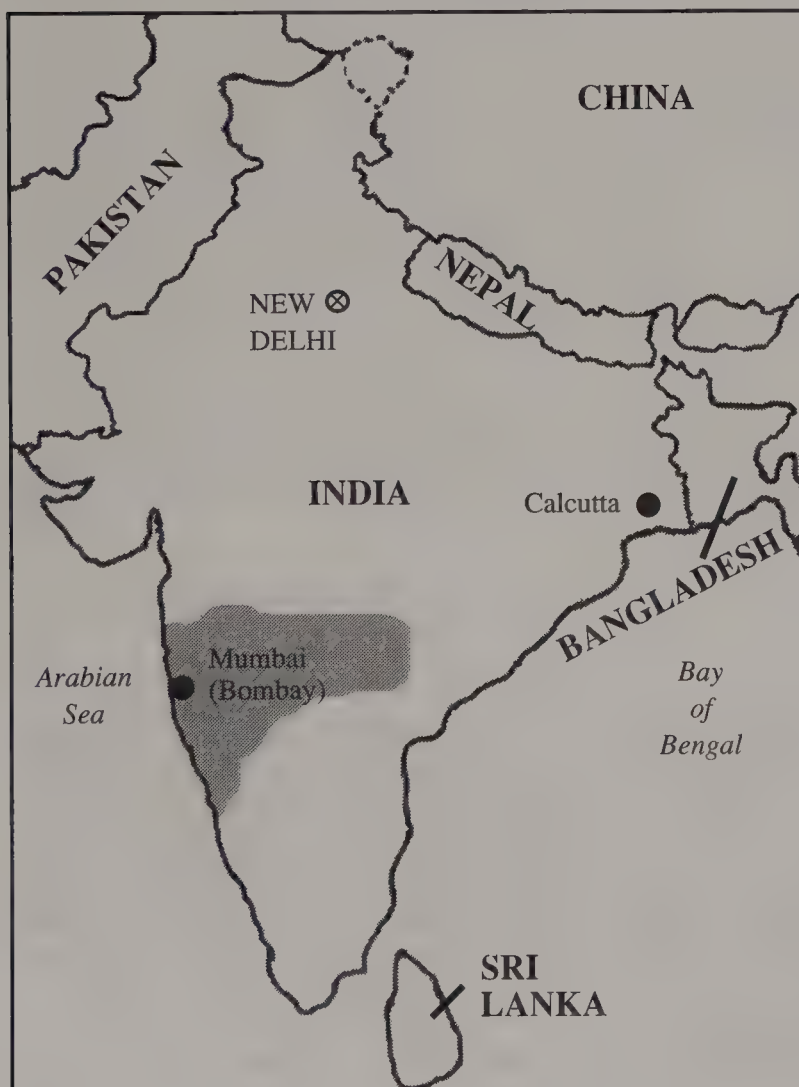 CHINA
PAKISTAN
NEPAL
NEW
DELHI
INDIA
Calcutta
BANGLADESH
Mumbai
(Bombay)
Arabian
Sea
Bay
of
Bengal
SRI
LANKA